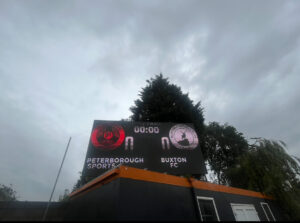 00:00
0 0
PETERBOROUGH BUXTON
SPORTS FC